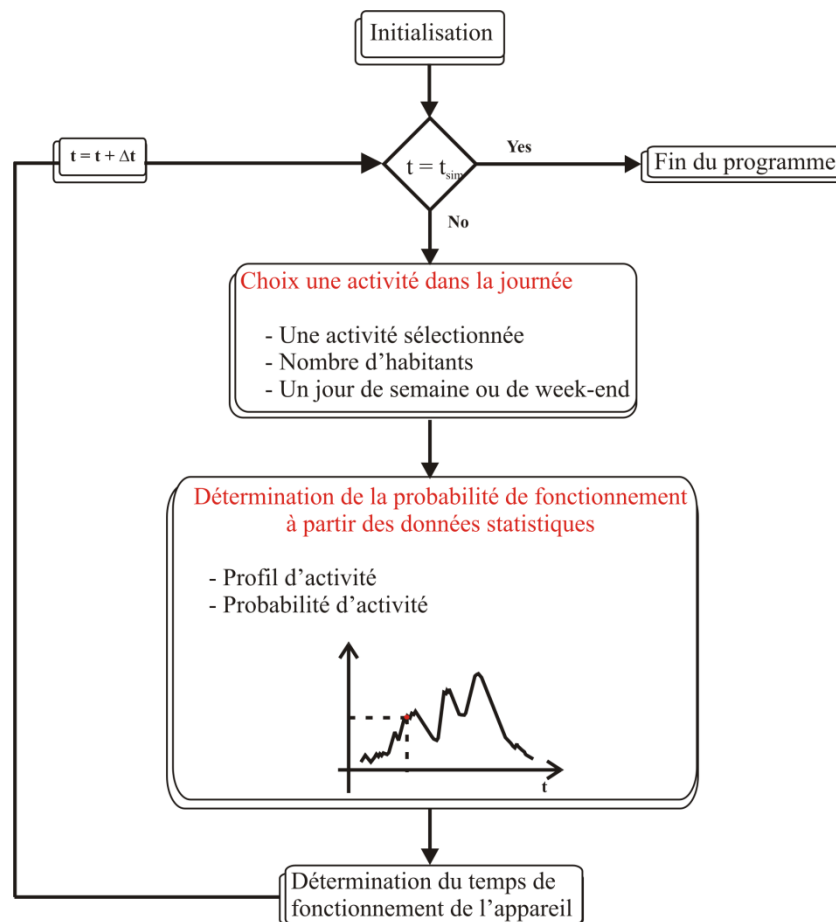 Initialisation
t = t + Δt
t = t_sim
Yes
Fin du programme
No
Choix une activité dans la journée
- Une activité sélectionnée
- Nombre d’habitants
- Un jour de semaine ou de week-end
Détermination de la probabilité de fonctionnement
à partir des données statistiques
- Profil d’activité
- Probabilité d’activité
t
Détermination du temps de
fonctionnement de l’appareil